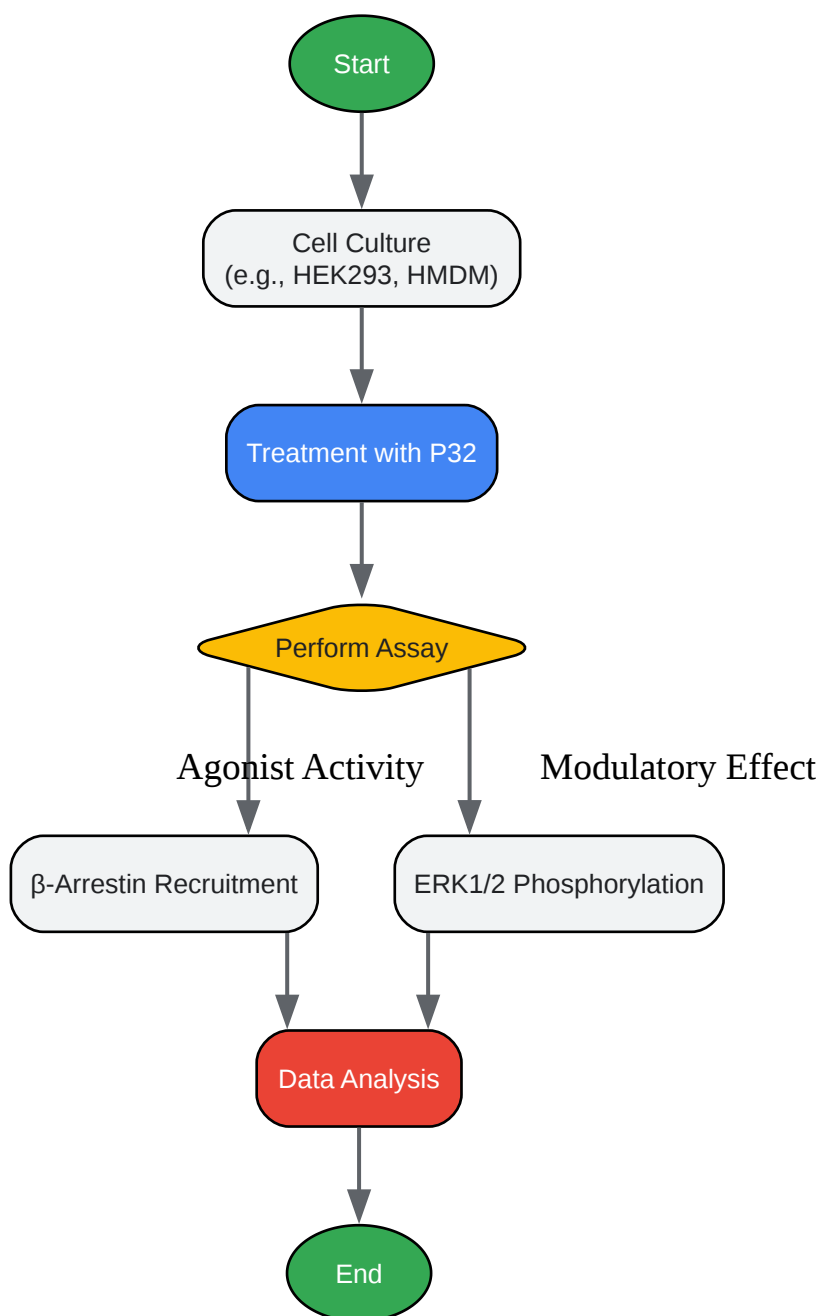 Start
Cell Culture
(e.g., HEK293, HMDM)
Treatment with P32
Perform Assay
Agonist Activity
Modulatory Effect
β-Arrestin Recruitment
ERK1/2 Phosphorylation
Data Analysis
End